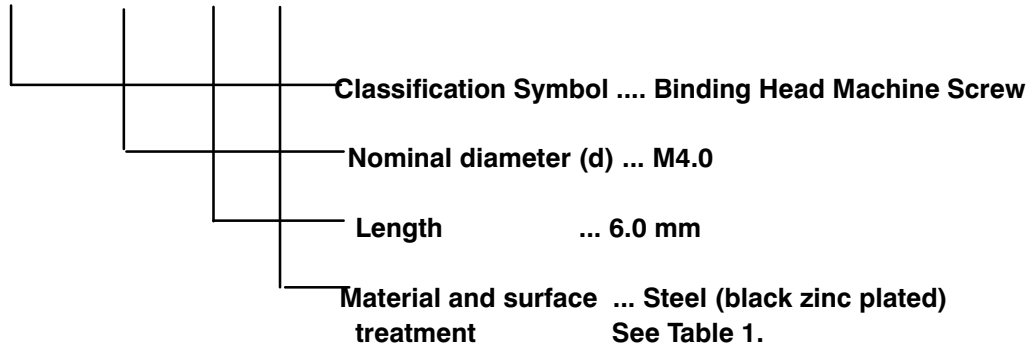 Classification Symbol .... Binding Head Machine Screw
Nominal diameter (d) ... M4.0
Length ... 6.0 mm
Material and surface ... Steel (black zinc plated)
treatment See Table 1.